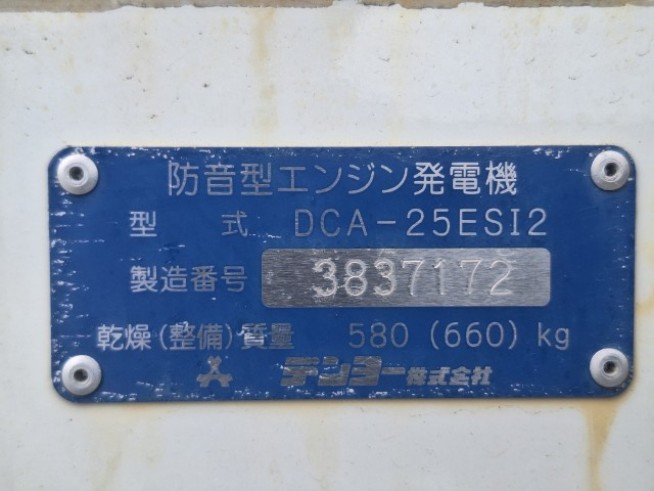 防音型エンジン発電機
型 式 DCA-25ESI2
製造番号 3837172
乾燥(整備)質量 580 (660) kg
デンヨー株式会社